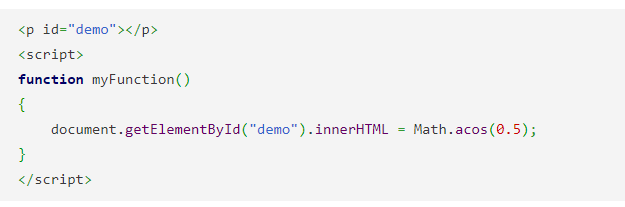 <p id="demo"></p>
<script>
function myFunction()
{
    document.getElementById("demo").innerHTML = Math.acos(0.5);
}
</script>